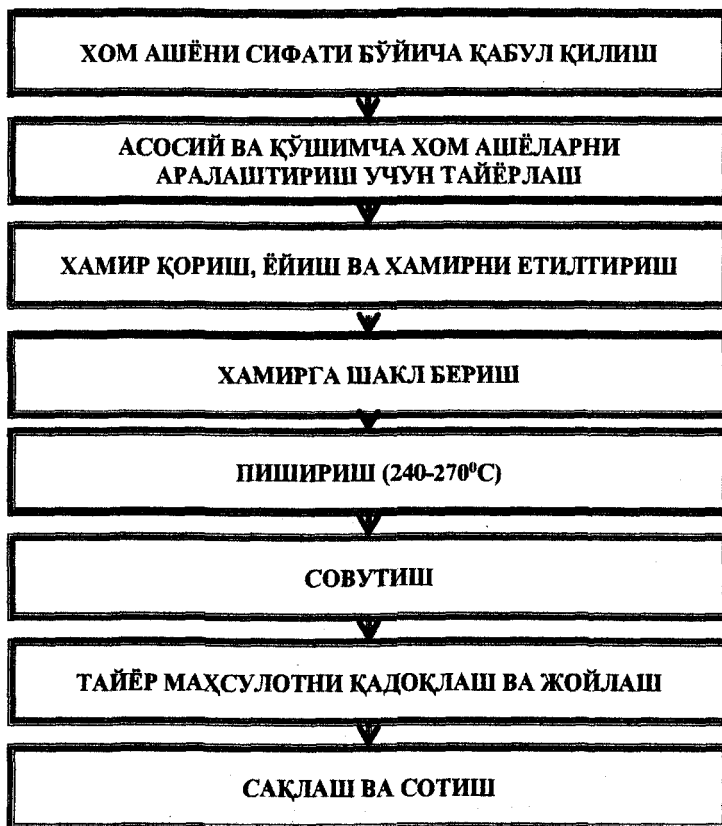 ХОМ АШЁНИ СИФАТИ БЎЙИЧА ҚАБУЛ ҚИЛИШ
АСОСИЙ ВА ҚЎШИМЧА ХОМ АШЁЛАРНИ
АРАЛАШТИРИШ УЧУН ТАЙЁРЛАШ
ХАМИР ҚОРИШ, ЁЙИШ ВА ХАМИРНИ ЕТИЛТИРИШ
ХАМИРГА ШАКЛ БЕРИШ
ПИШИРИШ (240-270⁰С)
СОВУТИШ
ТАЙЁР МАҲСУЛОТНИ ҚАДОҚЛАШ ВА ЖОЙЛАШ
САҚЛАШ ВА СОТИШ